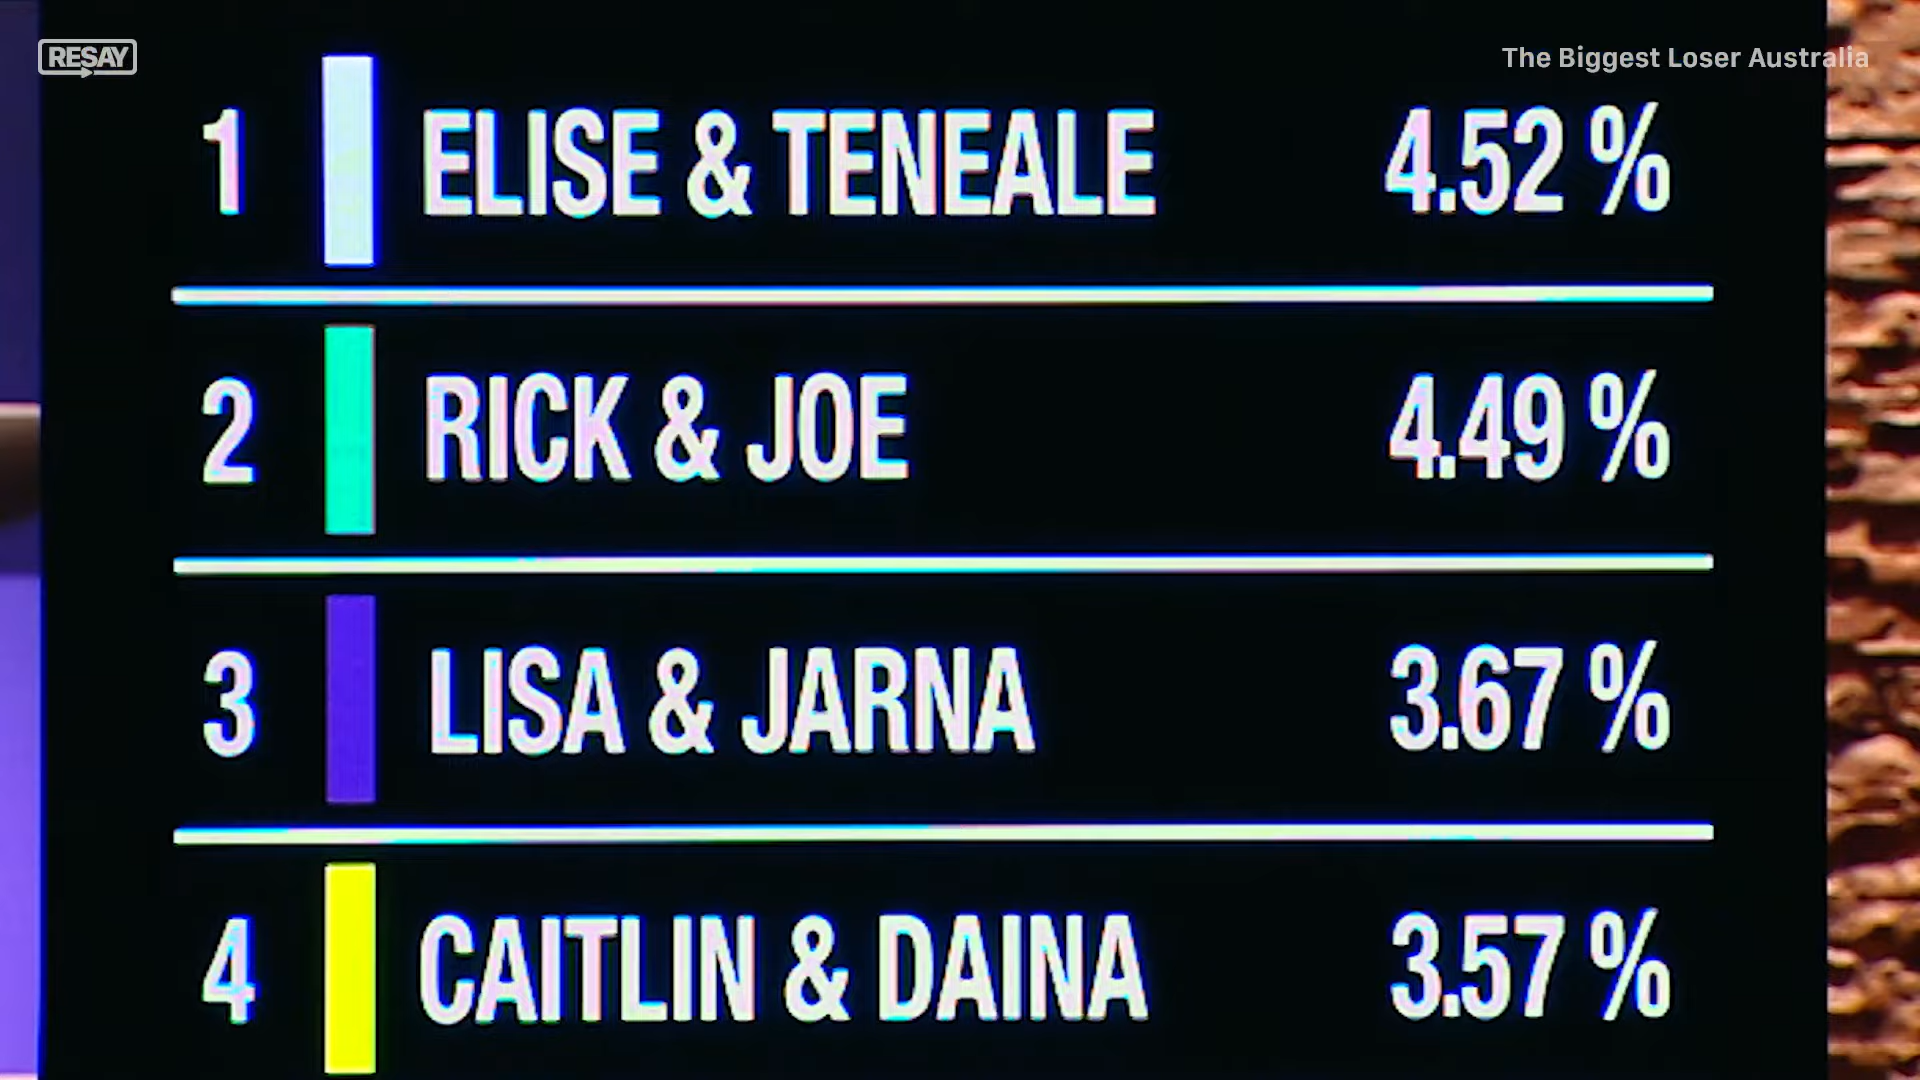 RESAY
The Biggest Loser Australia
1 ELISE & TENEALE 4.52 %
2 RICK & JOE 4.49 %
3 LISA & JARNA 3.67 %
4 CAITLIN & DAINA 3.57 %